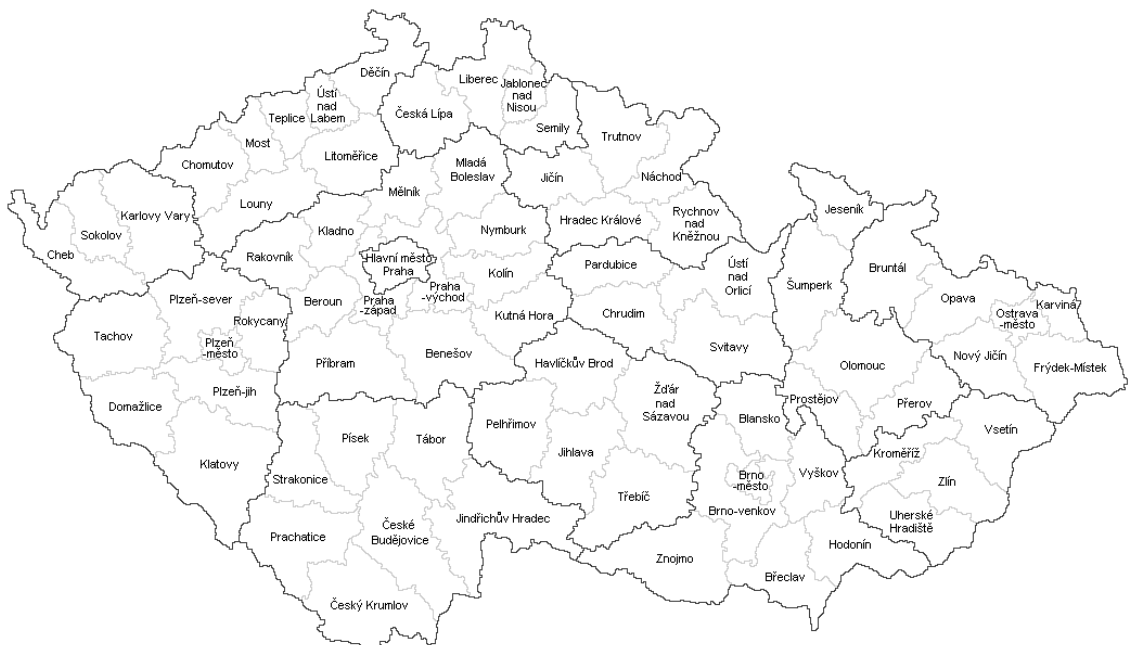 Děčín
Liberec
Jablonec
nad
Nisou
Ústí
nad
Labem
Česká Lípa
Teplice
Semily
Trutnov
Most
Litoměřice
Chomutov
Mladá
Boleslav
Jičín
Náchod
Mělník
Louny
Karlovy Vary
Sokolov
Cheb
Jeseník
Hradec Králové
Rychnov
nad
Kněžnou
Kladno
Nymburk
Rakovník
Hlavní město
Praha
Pardubice
Ústí
nad
Orlicí
Kolín
Bruntál
Šumperk
Praha
-východ
Plzeň-sever
Beroun
Praha
-západ
Opava
Karviná
Ostrava
-město
Kutná Hora
Chrudim
Rokycany
Tachov
Plzeň
-město
Svitavy
Benešov
Příbram
Havlíčkův Brod
Olomouc
Nový Jičín
Frýdek-Místek
Plzeň-jih
Domažlice
Žďár
nad
Sázavou
Prostějov
Přerov
Blansko
Pelhřimov
Písek
Tábor
Vsetín
Jihlava
Kroměříž
Klatovy
Strakonice
Vyškov
Brno
-město
Zlín
Třebíč
Brno-venkov
Jindřichův Hradec
Uherské
Hradiště
České
Budějovice
Prachatice
Hodonín
Znojmo
Břeclav
Český Krumlov